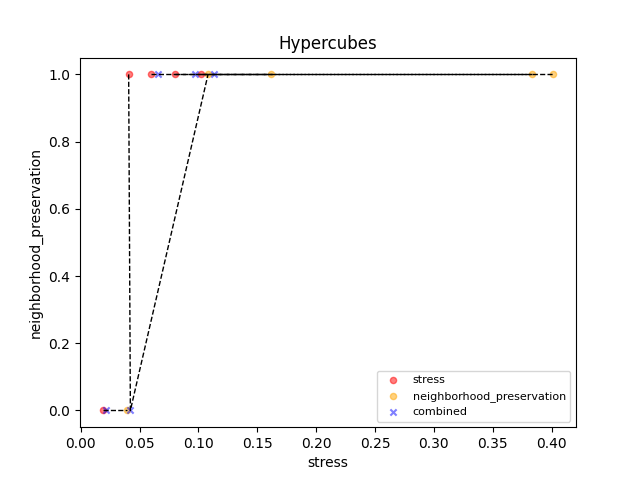 Hypercubes
neighborhood_preservation
1.0
0.8
0.6
0.4
0.2
0.0
0.00 0.05 0.10 0.15 0.20 0.25 0.30 0.35 0.40
stress
stress
neighborhood_preservation
combined